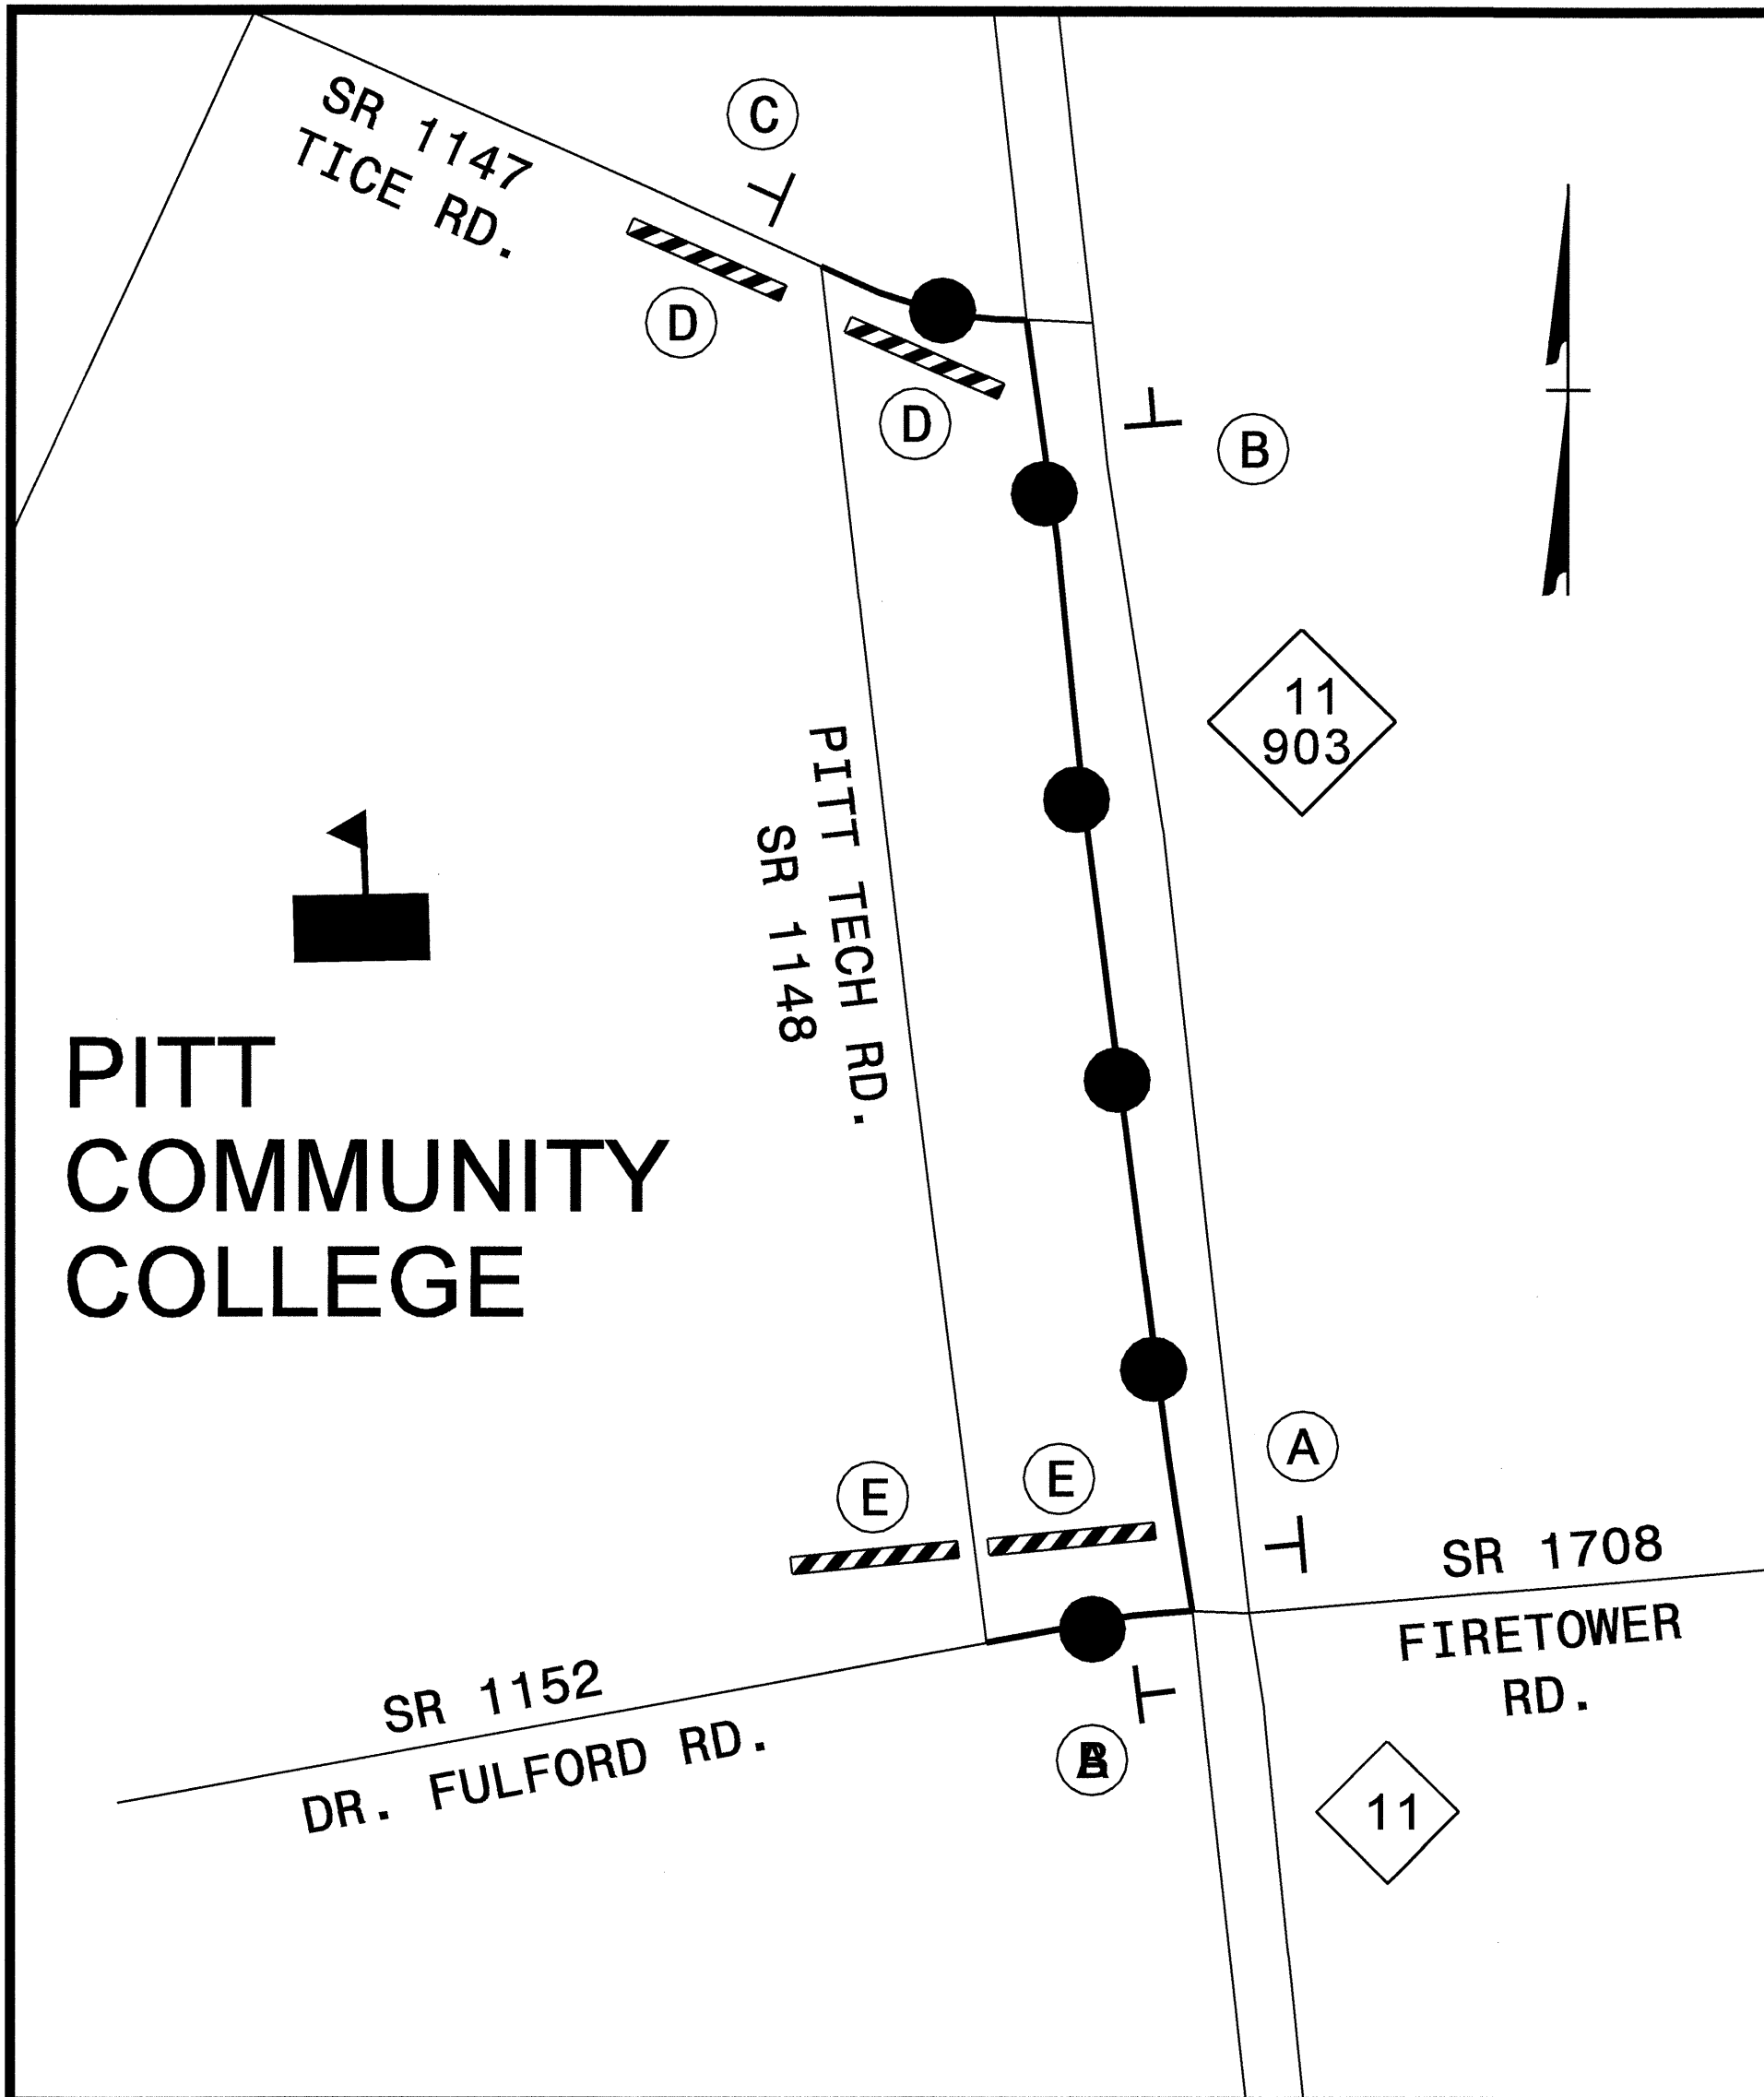 SR 1147
TICE RD.
C
D
D
B
11
903
PITT TECH RD.
SR 1148
PITT
COMMUNITY
COLLEGE
A
E
E
SR 1708
FIRETOWER
RD.
SR 1152
DR. FULFORD RD.
11